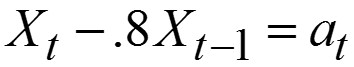 X_t − .8X_{t−1} = a_t